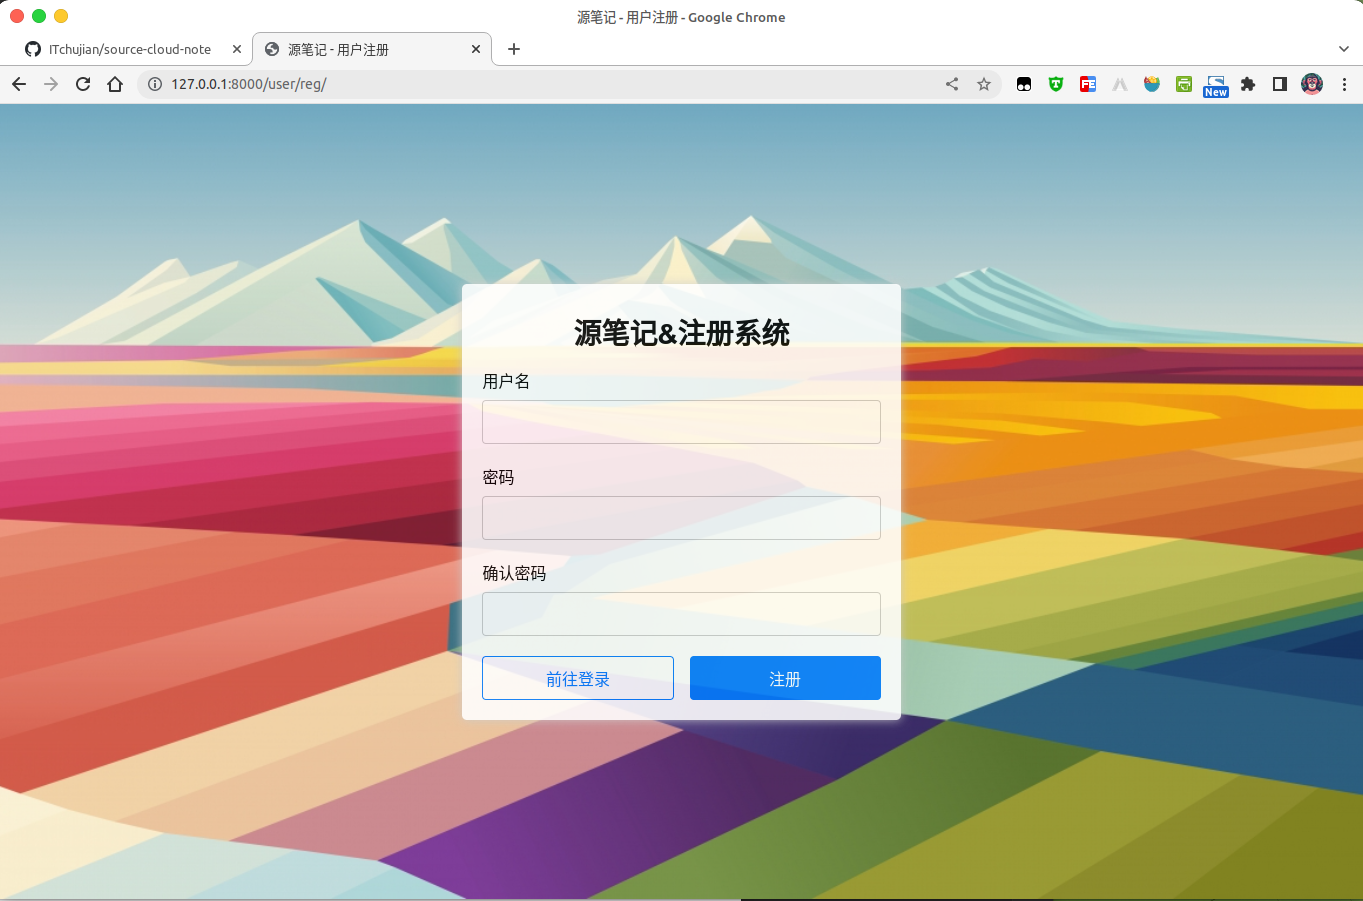 源笔记 - 用户注册 - Google Chrome
ITchujian/source-cloud-note
源笔记 - 用户注册
127.0.0.1:8000/user/reg/
New
源笔记&注册系统
用户名
密码
确认密码
前往登录
注册